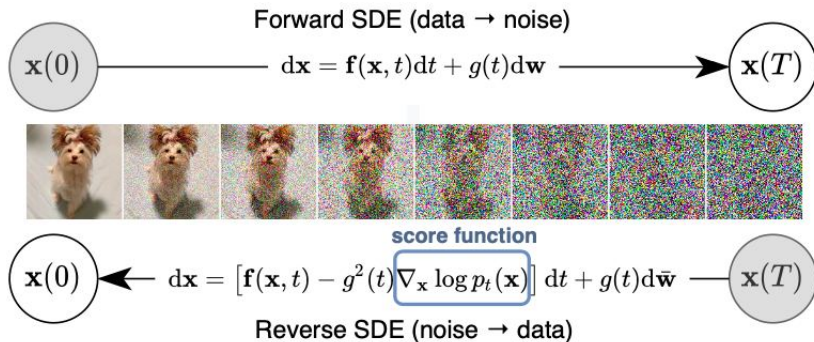 Forward SDE (data → noise)
x(0) dx = f(x, t)dt + g(t)dw x(T)
score function
x(0) dx = [f(x, t) − g²(t)∇ₓ log pₜ(x)] dt + g(t)dw̄ x(T)
Reverse SDE (noise → data)